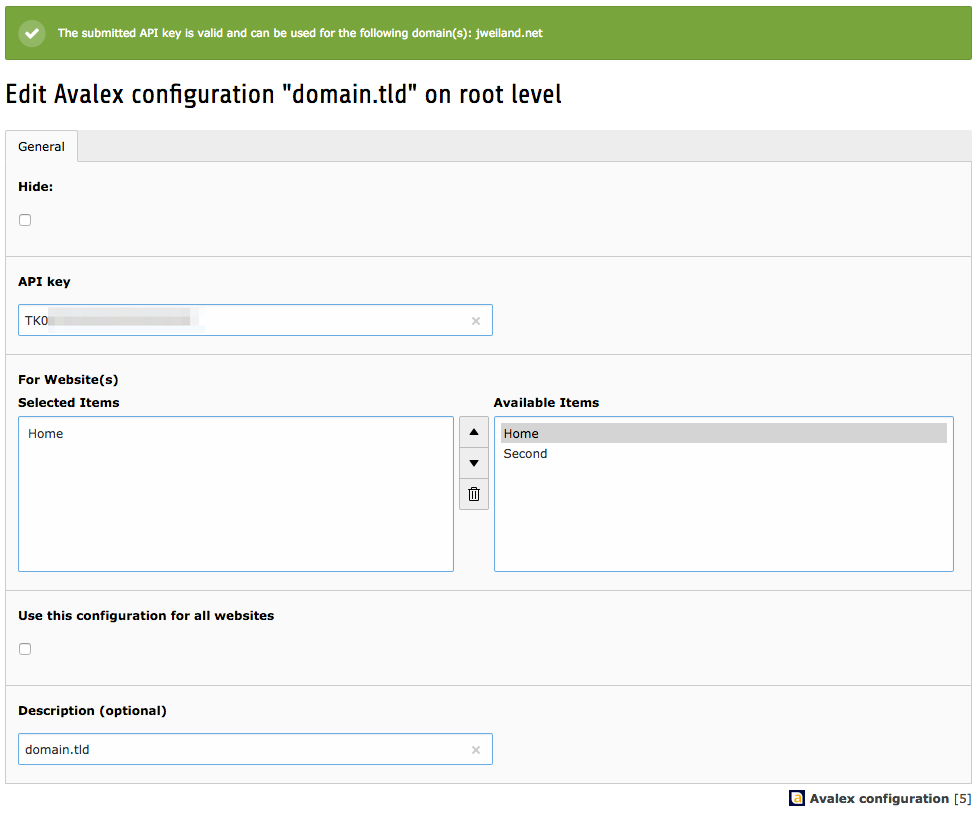 The submitted API key is valid and can be used for the following domain(s): jweiland.net
Edit Avalex configuration "domain.tld" on root level
General
Hide:
API key
TK0
For Website(s)
Selected Items
Available Items
Home
Home
Second
Use this configuration for all websites
Description (optional)
domain.tld
a Avalex configuration [5]